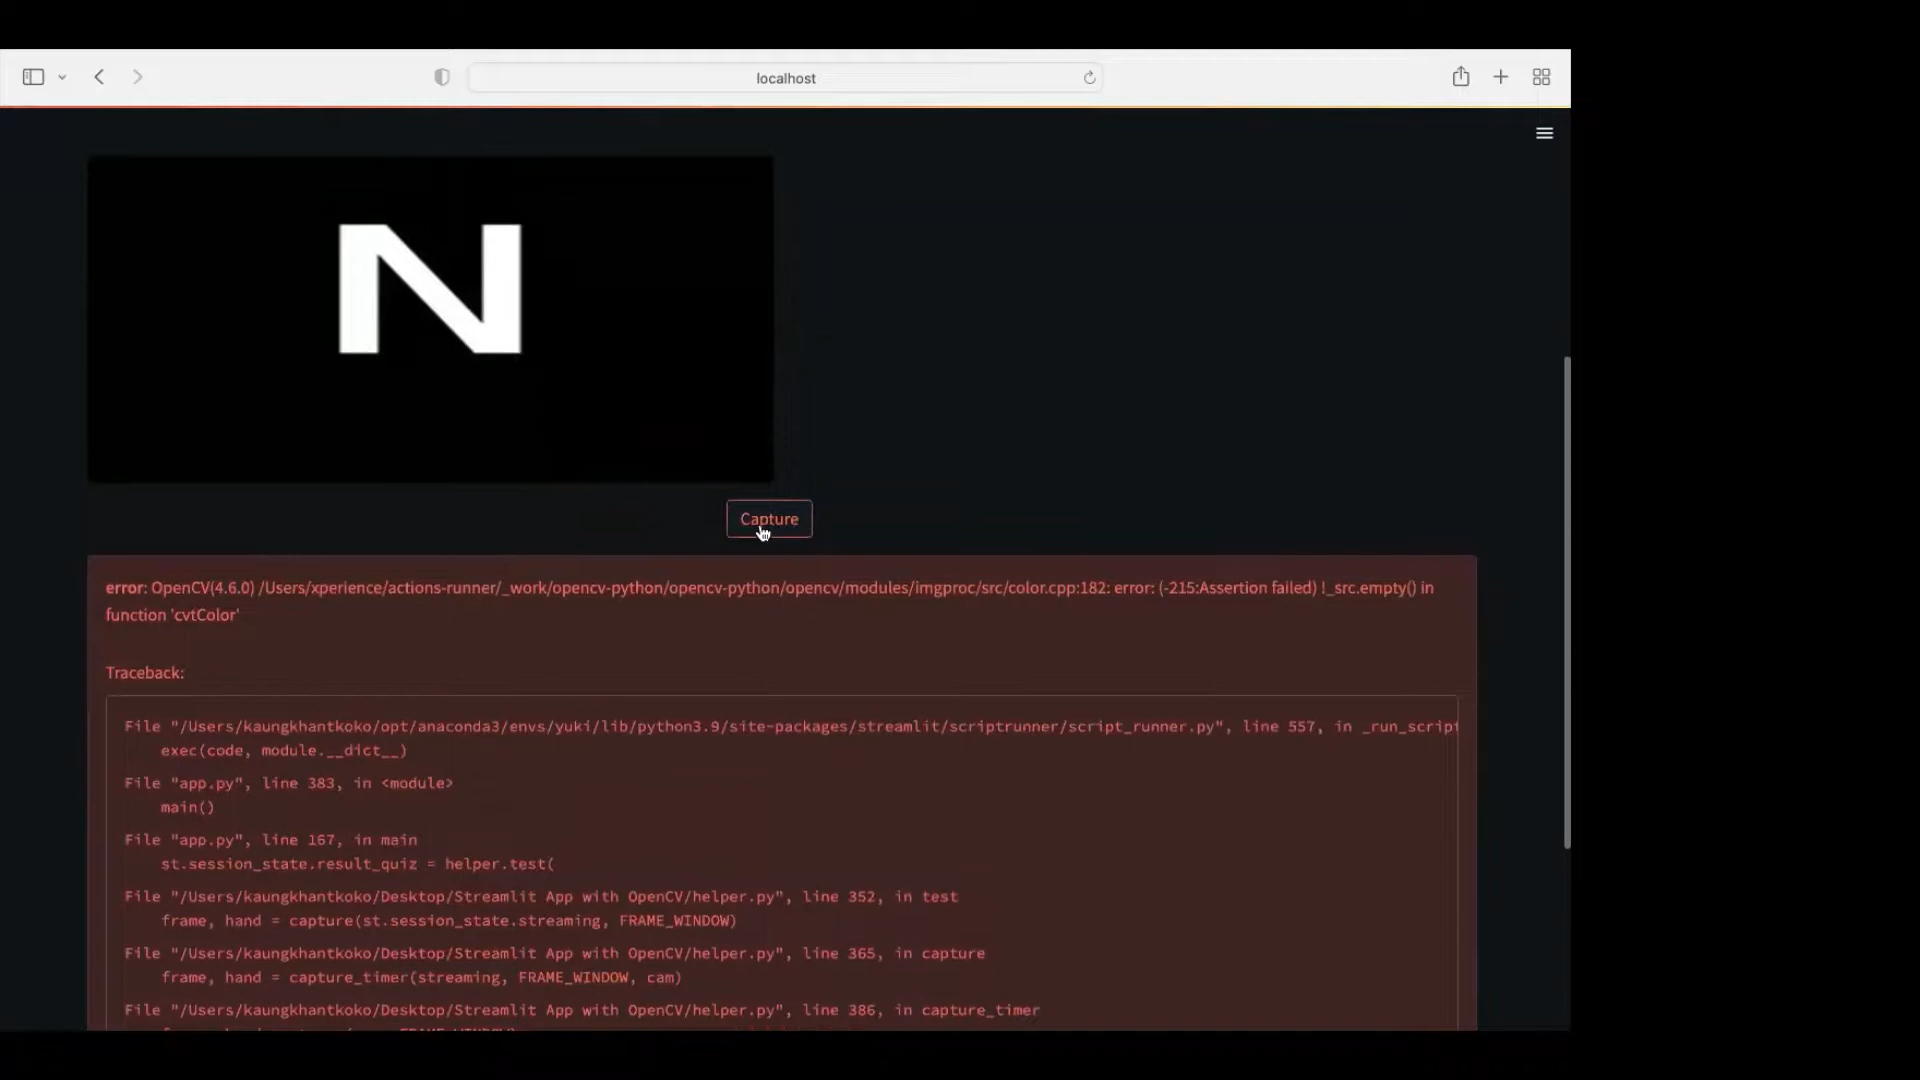 localhost
N
Capture
error: OpenCV(4.6.0) /Users/xperience/actions-runner/_work/opencv-python/opencv-python/opencv/modules/imgproc/src/color.cpp:182: error: (-215:Assertion failed) !_src.empty() in
function 'cvtColor'
Traceback:
File "/Users/kaungkhantkoko/opt/anaconda3/envs/yuki/lib/python3.9/site-packages/streamlit/scriptrunner/script_runner.py", line 557, in _run_script
exec(code, module.__dict__)
File "app.py", line 383, in <module>
main()
File "app.py", line 167, in main
st.session_state.result_quiz = helper.test(
File "/Users/kaungkhantkoko/Desktop/Streamlit App with OpenCV/helper.py", line 352, in test
frame, hand = capture(st.session_state.streaming, FRAME_WINDOW)
File "/Users/kaungkhantkoko/Desktop/Streamlit App with OpenCV/helper.py", line 365, in capture
frame, hand = capture_timer(streaming, FRAME_WINDOW, cam)
File "/Users/kaungkhantkoko/Desktop/Streamlit App with OpenCV/helper.py", line 386, in capture_timer